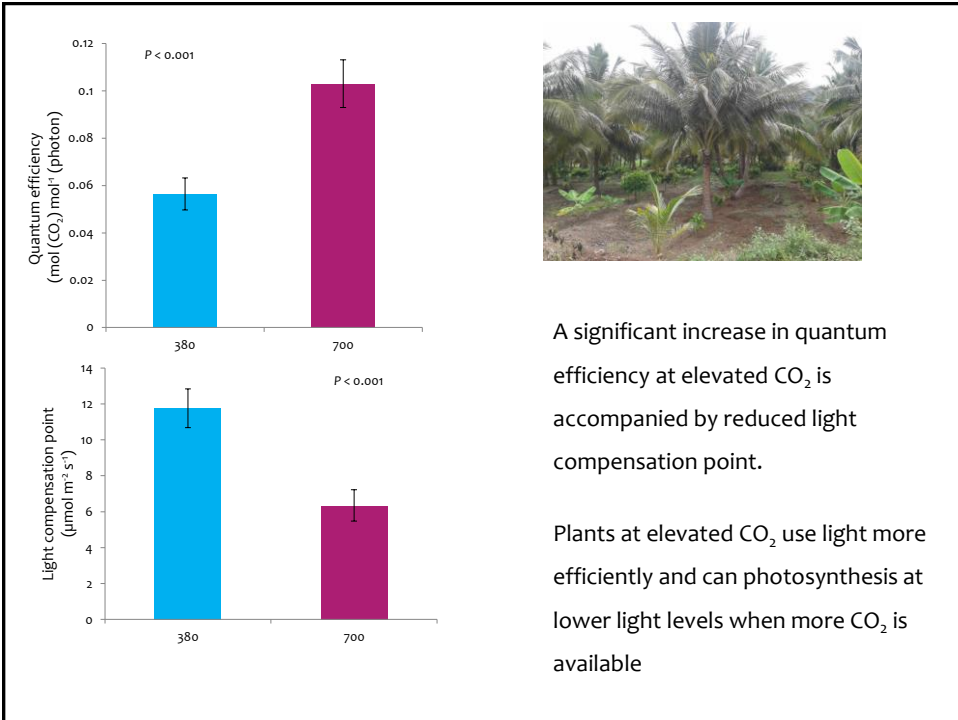 0.12
P < 0.001
0.1
0.08
0.06
0.04
0.02
0
Quantum efficiency
(mol (CO₂) mol⁻¹ (photon)
380
700
14
P < 0.001
12
10
8
6
4
2
0
Light compensation point
(µmol m⁻² s⁻¹)
380
700
A significant increase in quantum
efficiency at elevated CO₂ is
accompanied by reduced light
compensation point.
Plants at elevated CO₂ use light more
efficiently and can photosynthesis at
lower light levels when more CO₂ is
available